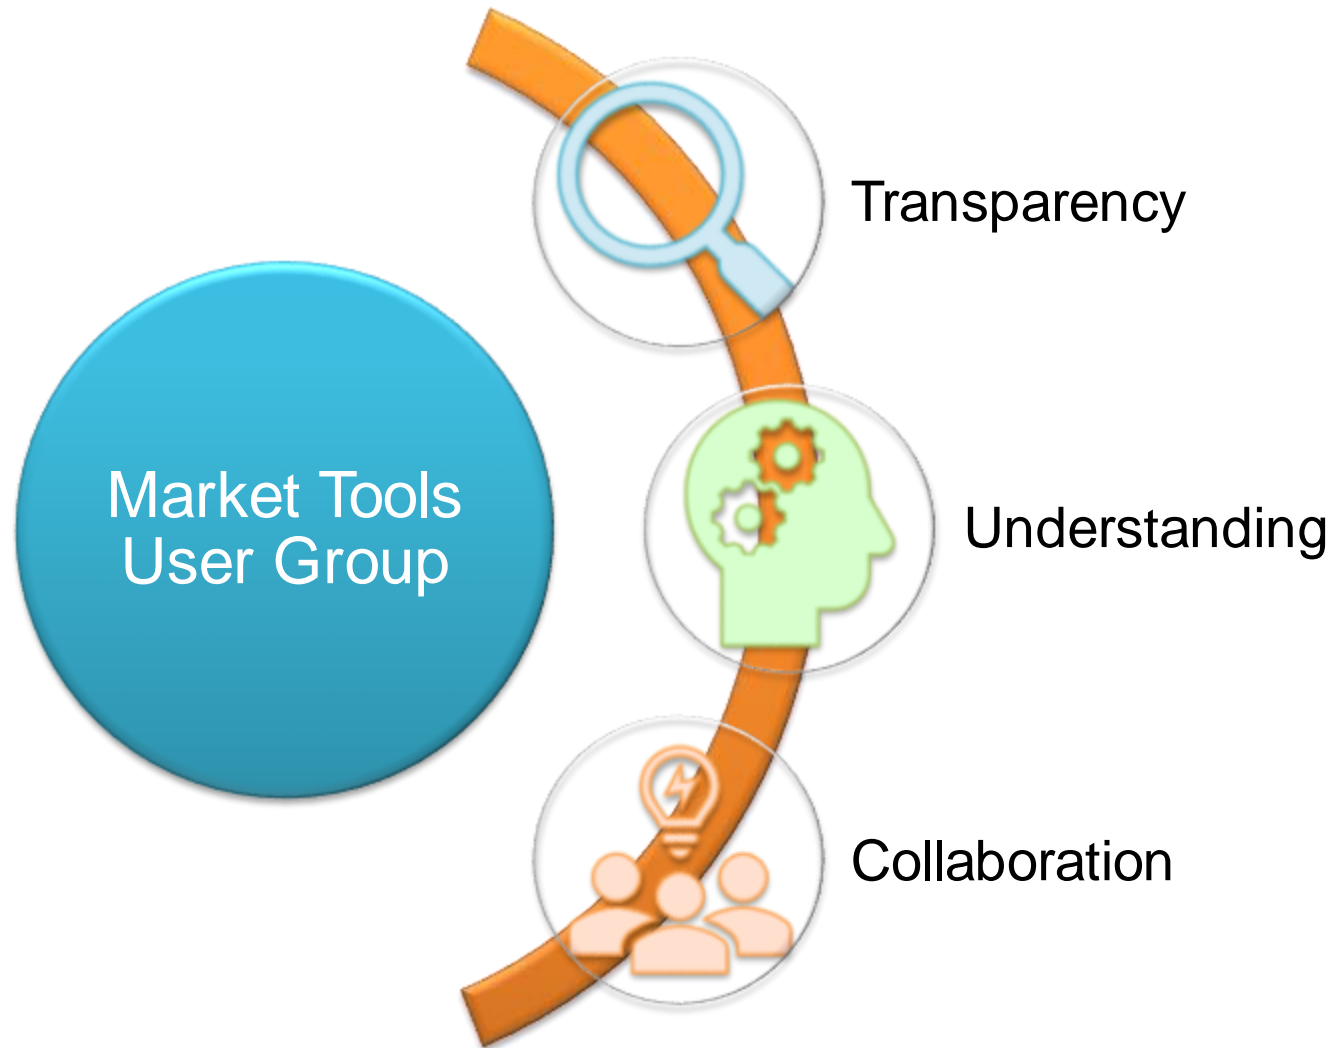 Market Tools
User Group
Transparency
Understanding
Collaboration